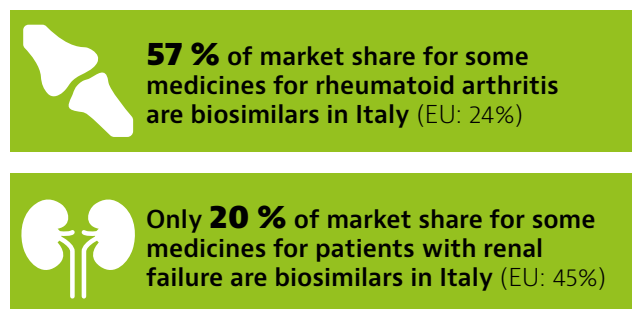 57 % of market share for some
medicines for rheumatoid arthritis
are biosimilars in Italy (EU: 24%)
Only 20 % of market share for some
medicines for patients with renal
failure are biosimilars in Italy (EU: 45%)